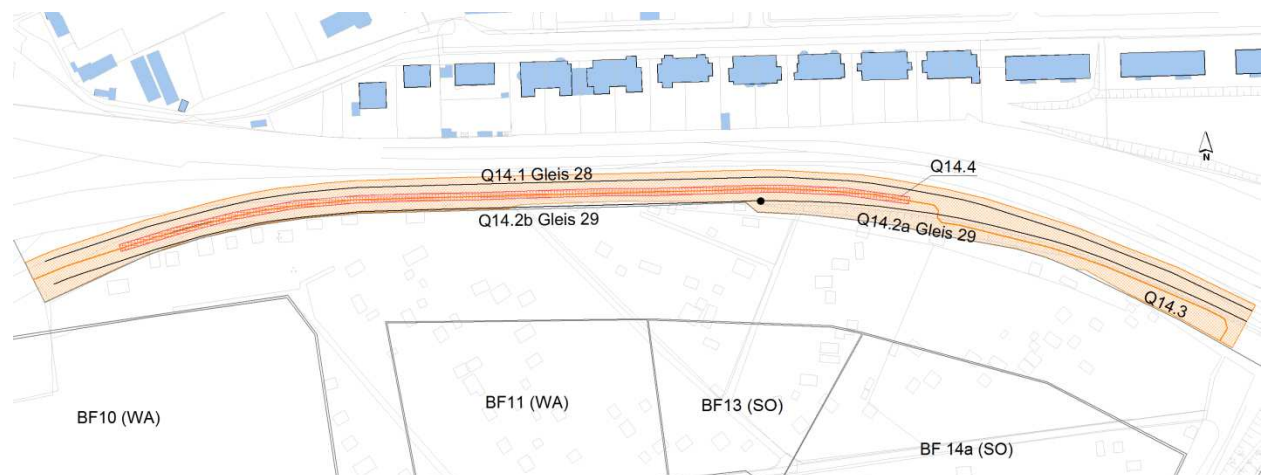 Q14.1 Gleis 28
Q14.4
N
Q14.2b Gleis 29
Q14.2a Gleis 29
Q14.3
BF10 (WA)
BF11 (WA)
BF13 (SO)
BF 14a (SO)